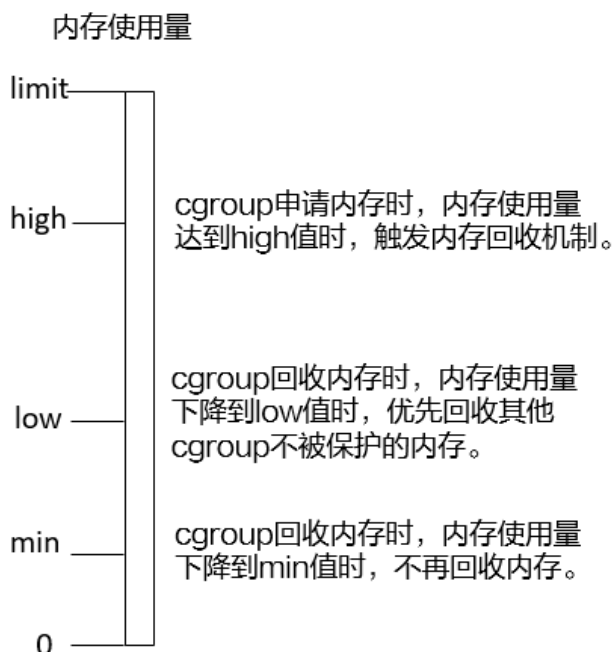 内存使用量
limit
high
cgroup申请内存时，内存使用量
达到high值时，触发内存回收机制。
low
cgroup回收内存时，内存使用量
下降到low值时，优先回收其他
cgroup不被保护的内存。
min
cgroup回收内存时，内存使用量
下降到min值时，不再回收内存。
0